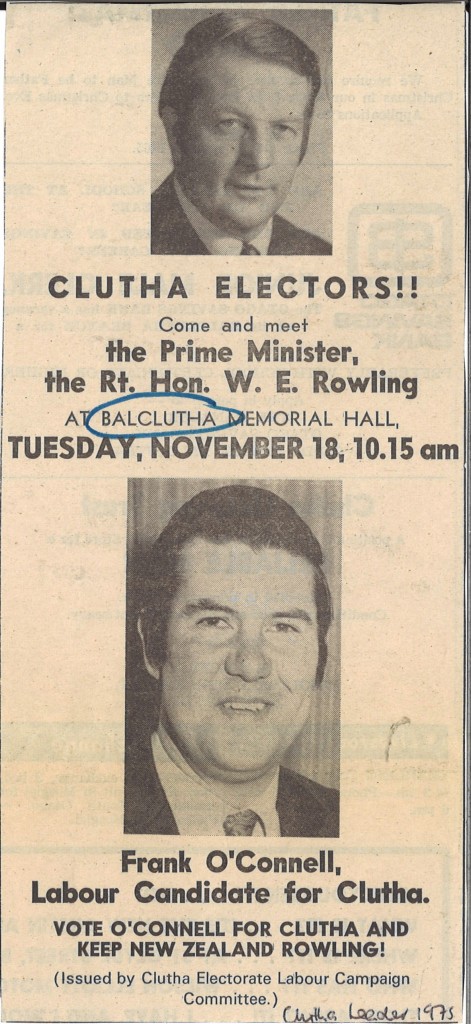 CLUTHA ELECTORS!!
Come and meet
the Prime Minister,
the Rt. Hon. W. E. Rowling
AT BALCLUTHA MEMORIAL HALL,
TUESDAY, NOVEMBER 18, 10.15 am
Frank O'Connell,
Labour Candidate for Clutha.
VOTE O'CONNELL FOR CLUTHA AND
KEEP NEW ZEALAND ROWLING!
(Issued by Clutha Electorate Labour Campaign
Committee.)
Clutha Leader 1975